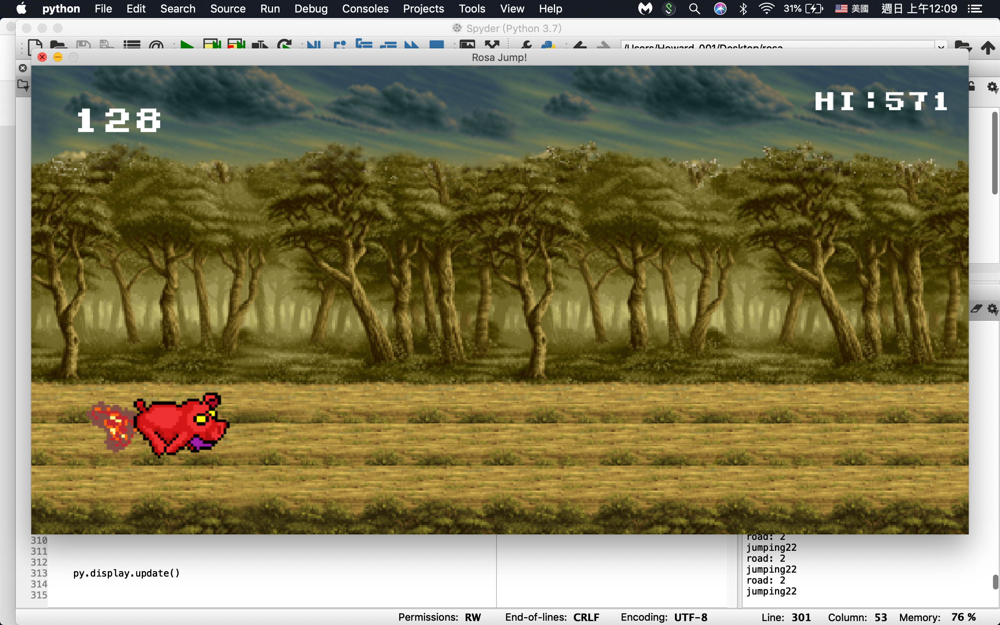 python File Edit Search Source Run Debug Consoles Projects Tools View Help 31% 美國 週日 上午12:09
Spyder (Python 3.7)
/Users/Howard_001/Desktop/rosa
Rosa Jump!
128
HI:571
310
311
312
313 py.display.update()
314
315
road: 2
jumping22
road: 2
jumping22
road: 2
jumping22
Permissions: RW End-of-lines: CRLF Encoding: UTF-8 Line: 301 Column: 53 Memory: 76 %